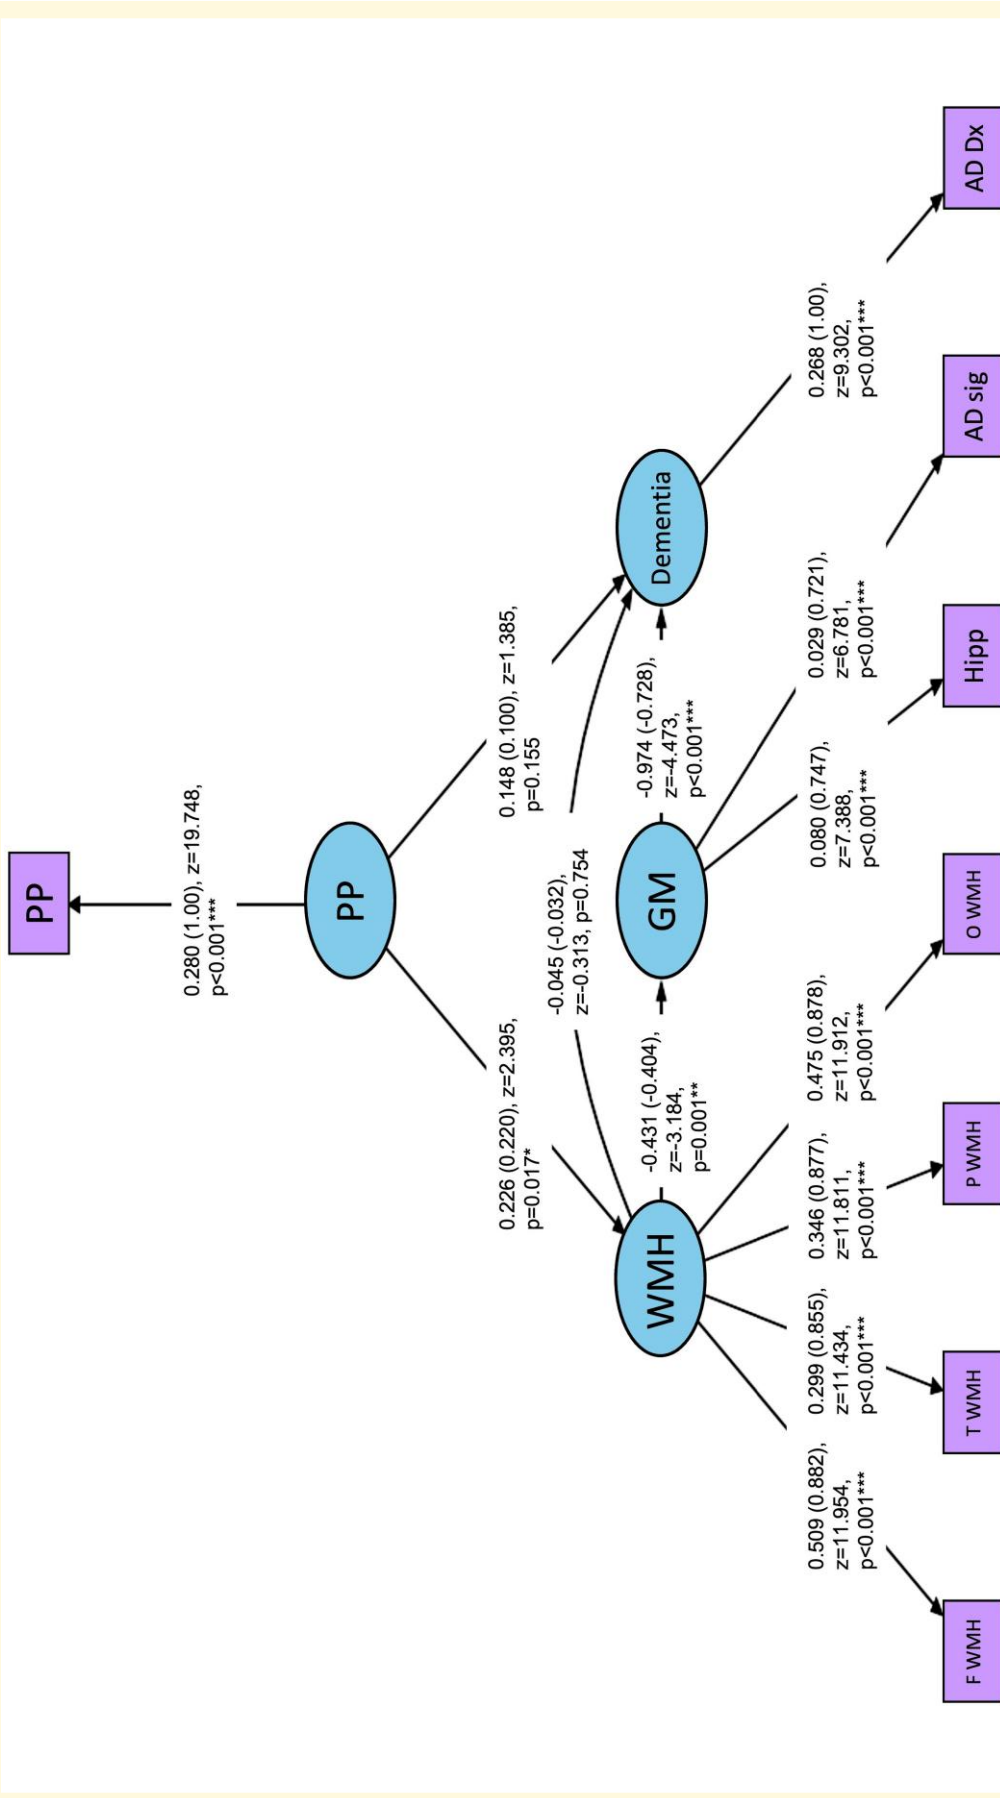 PP
0.280 (1.00), z=19.748,
p<0.001***
PP
0.226 (0.220), z=2.395,
p=0.017*
0.148 (0.100), z=1.385,
p=0.155
-0.045 (-0.032),
z=-0.313, p=0.754
WMH
-0.431 (-0.404),
z=-3.184,
p=0.001**
GM
-0.974 (-0.728),
z=-4.473,
p<0.001***
Dementia
0.509 (0.882),
z=11.954,
p<0.001***
0.299 (0.855),
z=11.434,
p<0.001***
0.346 (0.877),
z=11.811,
p<0.001***
0.475 (0.878),
z=11.912,
p<0.001***
0.080 (0.747),
z=7.388,
p<0.001***
0.029 (0.721),
z=6.781,
p<0.001***
0.268 (1.00),
z=9.302,
p<0.001***
F WMH
T WMH
P WMH
O WMH
Hipp
AD sig
AD Dx